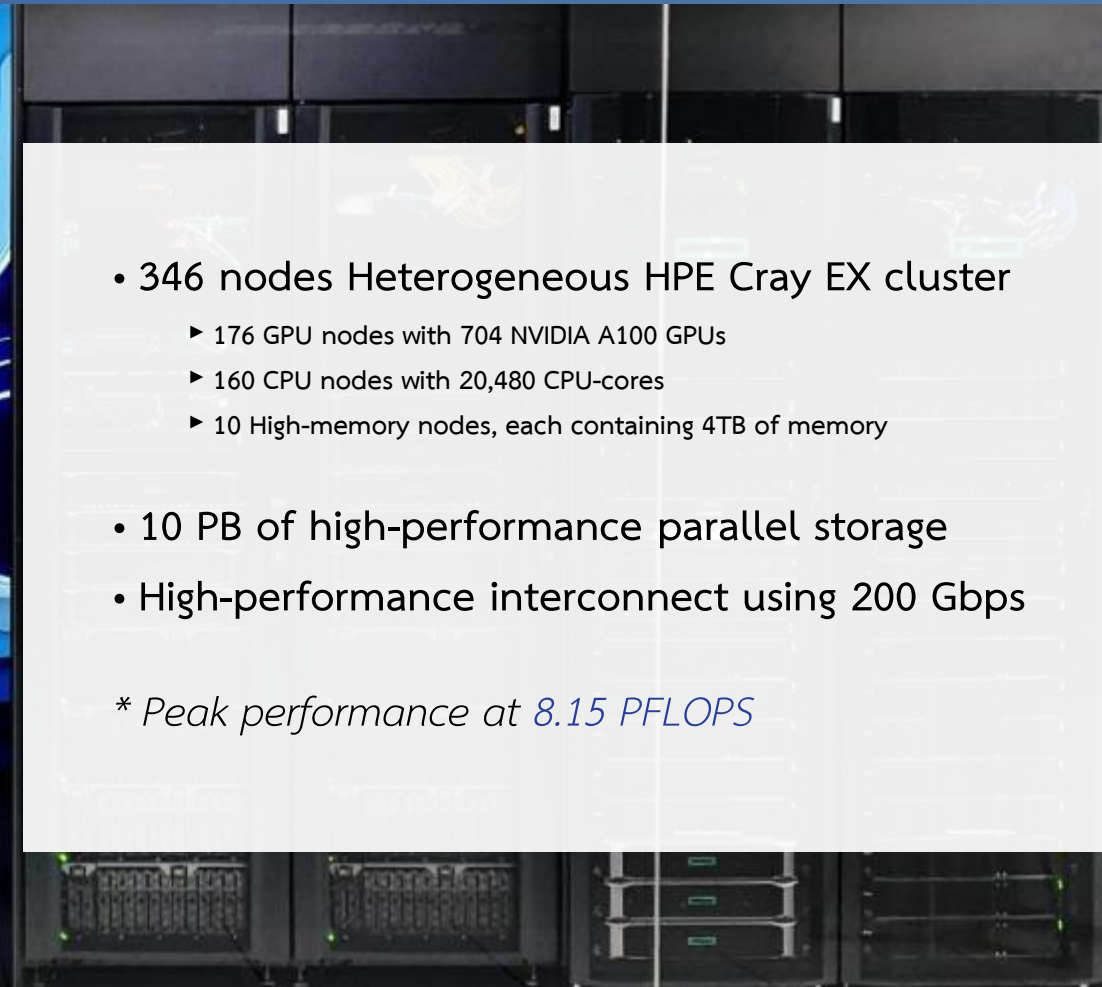 • 346 nodes Heterogeneous HPE Cray EX cluster
► 176 GPU nodes with 704 NVIDIA A100 GPUs
► 160 CPU nodes with 20,480 CPU-cores
► 10 High-memory nodes, each containing 4TB of memory
• 10 PB of high-performance parallel storage
• High-performance interconnect using 200 Gbps
* Peak performance at 8.15 PFLOPS